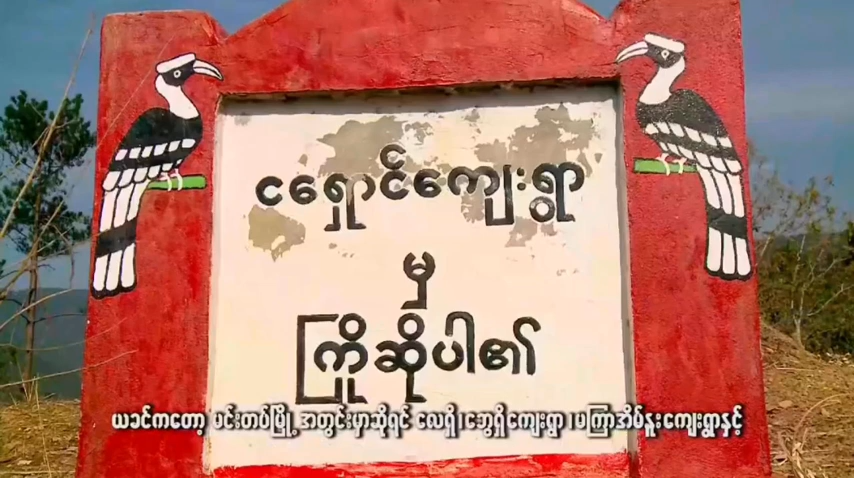 ငရှောင်ကျေးရွာ
မှ
ကြိုဆိုပါ၏
ယခင်ကတော့ မင်းတပ်မြို့အတွင်းမှာဆိုရင် လေရှီ၊ဘွေရှီကျေးရွာ၊မကြာအိမ်နူးကျေးရွာနှင့်